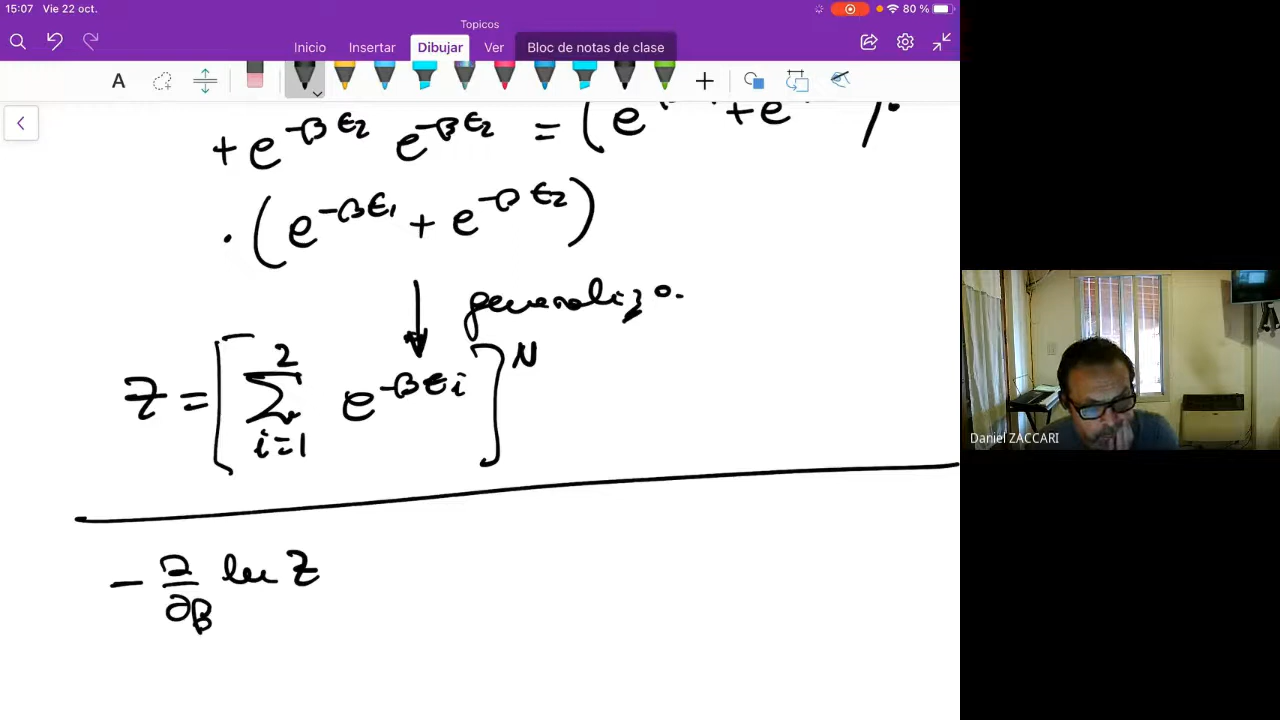 15:07 Vie 22 oct. 80 %
Topicos
Inicio Insertar Dibujar Ver Bloc de notas de clase
A
+ e^{-βε2} e^{-βε2} = (e + e ).
· (e^{-βε1} + e^{-βε2})
generalizo.
Z = [∑_{i=1}^{2} e^{-βεi}]^N
- ∂/∂β ln Z
Daniel ZACCARI